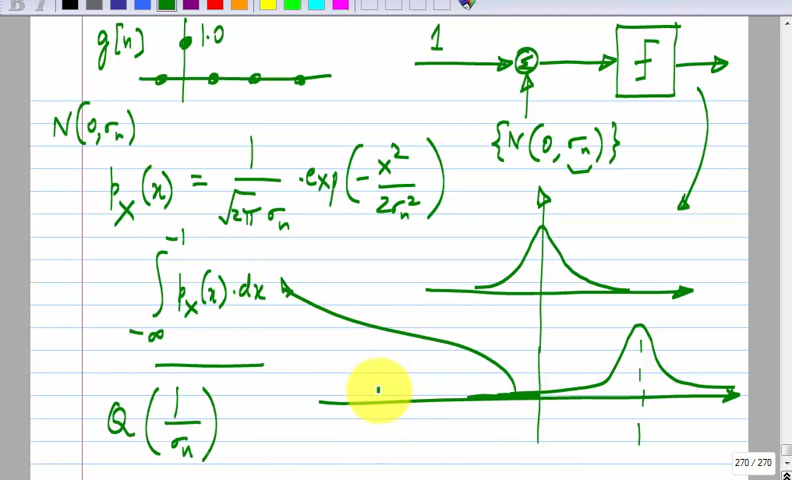 g[n] 1.0
1
Σ
N(0, σn)
{N(0, σn)}
pX(x) = 1/(√2π σn) · exp(-x²/2σn²)
∫_{-∞}^{-1} pX(x)·dx
Q(1/σn)
1
270 / 270